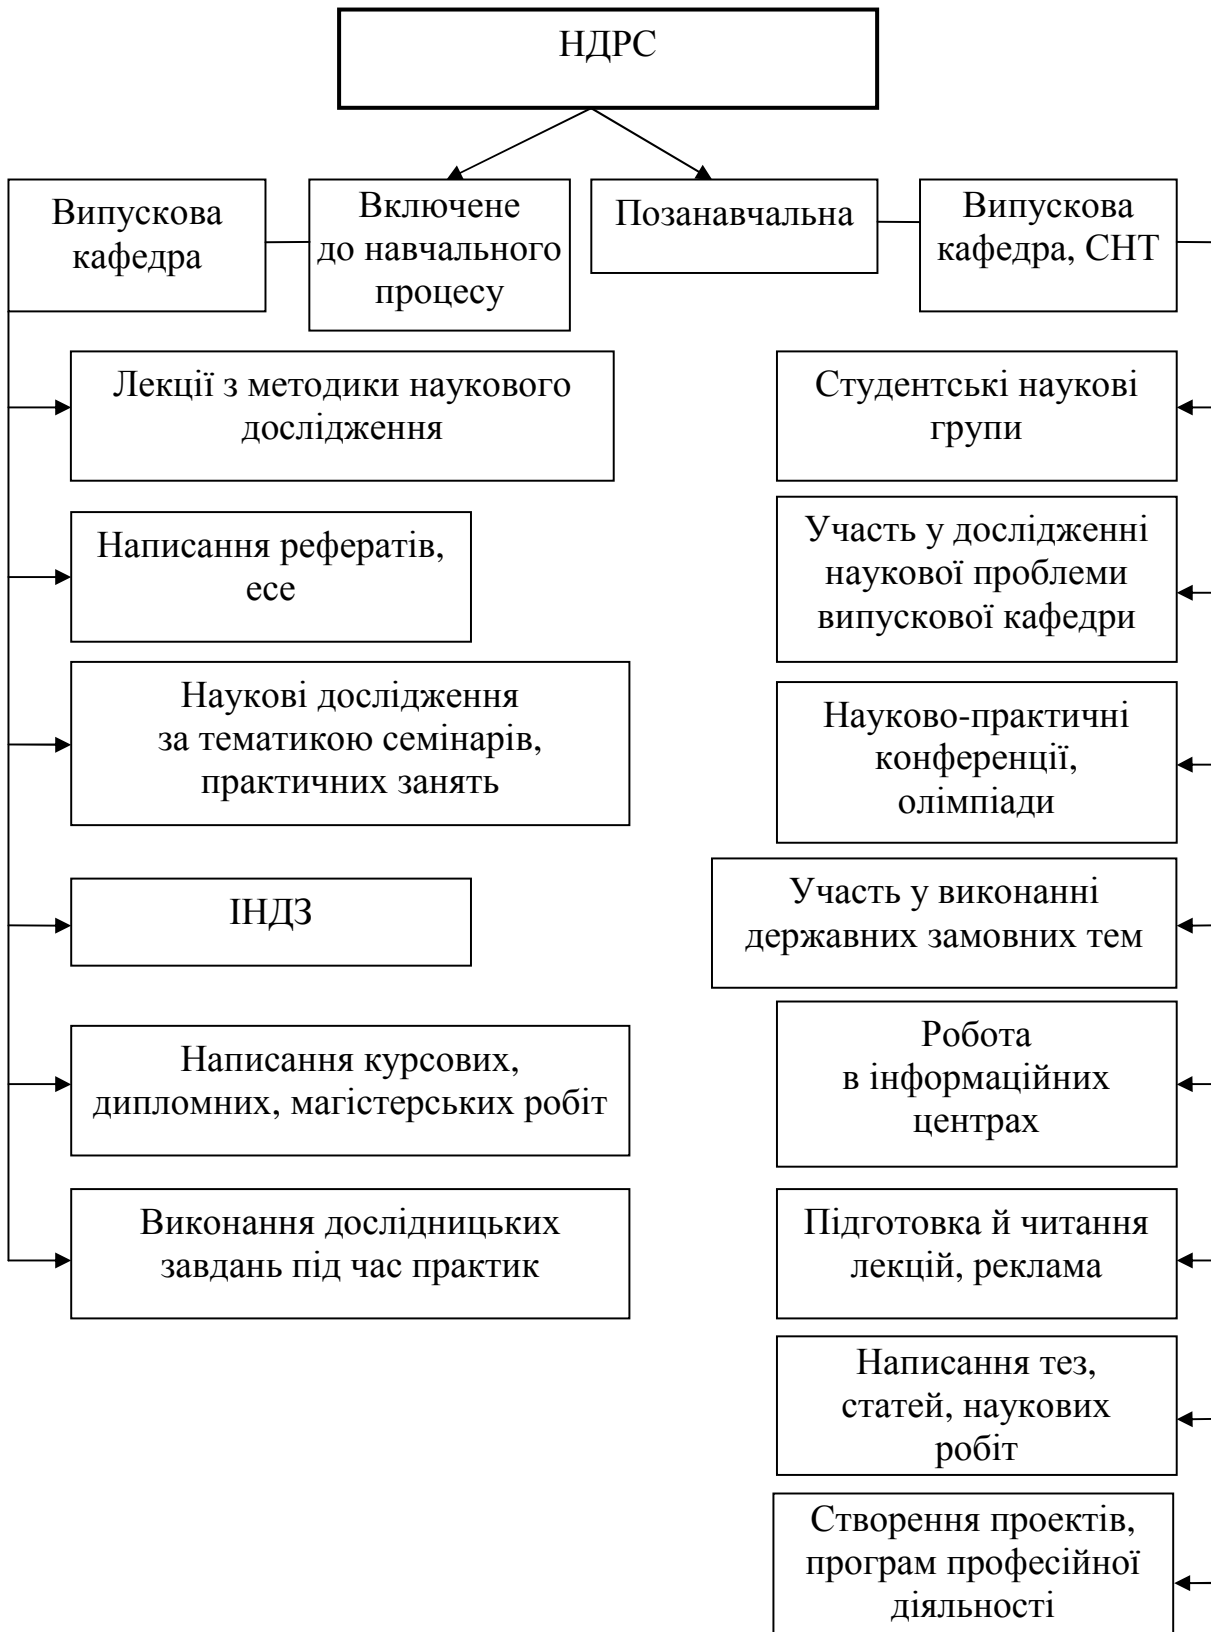 НДРС
Випускова
кафедра
Включене
до навчального
процесу
Позанавчальна
Випускова
кафедра, СНТ
Лекції з методики наукового
дослідження
Написання рефератів,
есе
Наукові дослідження
за тематикою семінарів,
практичних занять
ІНДЗ
Написання курсових,
дипломних, магістерських робіт
Виконання дослідницьких
завдань під час практик
Студентські наукові
групи
Участь у дослідженні
наукової проблеми
випускової кафедри
Науково-практичні
конференції,
олімпіади
Участь у виконанні
державних замовних тем
Робота
в інформаційних
центрах
Підготовка й читання
лекцій, реклама
Написання тез,
статей, наукових
робіт
Створення проектів,
програм професійної
діяльності